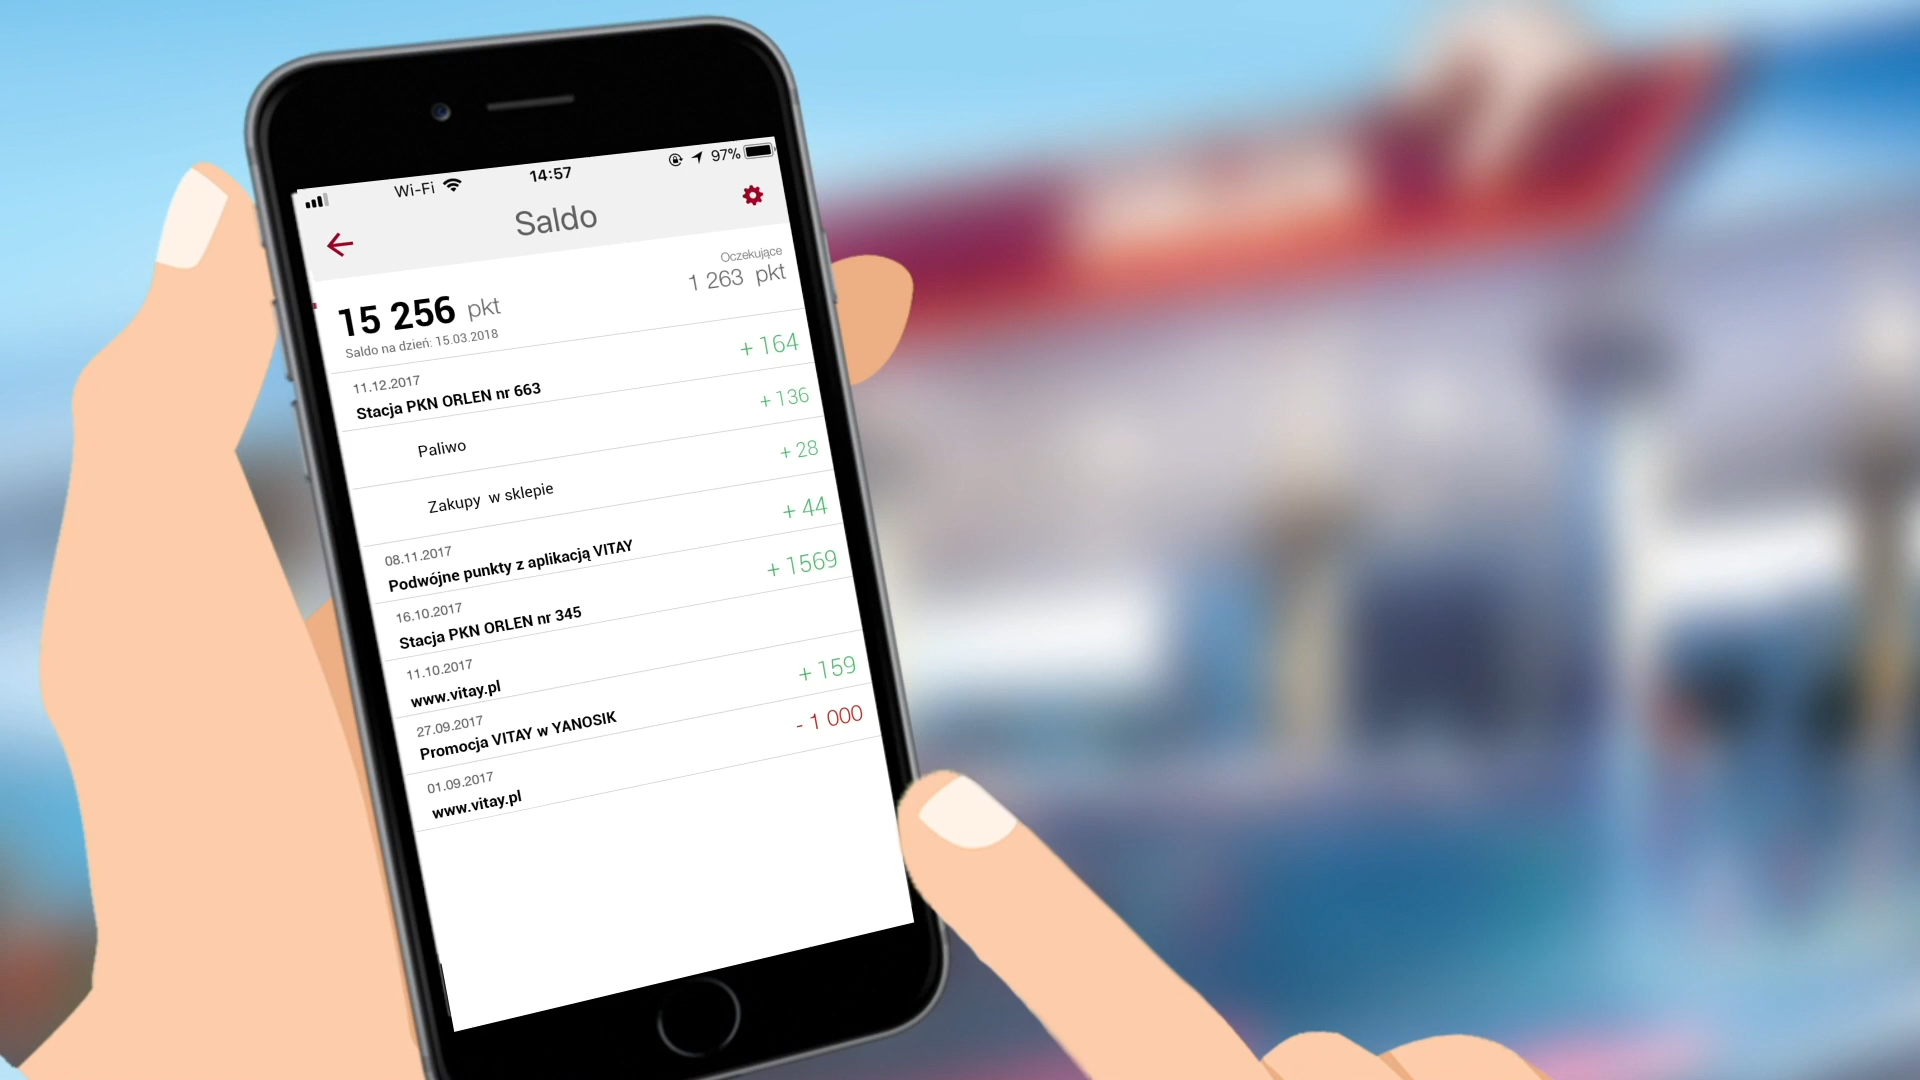 Wi-Fi 14:57 97%
Saldo
Oczekujące
15 256 pkt 1 263 pkt
Saldo na dzień: 15.03.2018
11.12.2017
Stacja PKN ORLEN nr 663 + 164
Paliwo + 136
Zakupy w sklepie + 28
08.11.2017
Podwójne punkty z aplikacją VITAY + 44
16.10.2017
Stacja PKN ORLEN nr 345 + 1569
11.10.2017
www.vitay.pl
27.09.2017
Promocja VITAY w YANOSIK + 159
01.09.2017
www.vitay.pl - 1 000